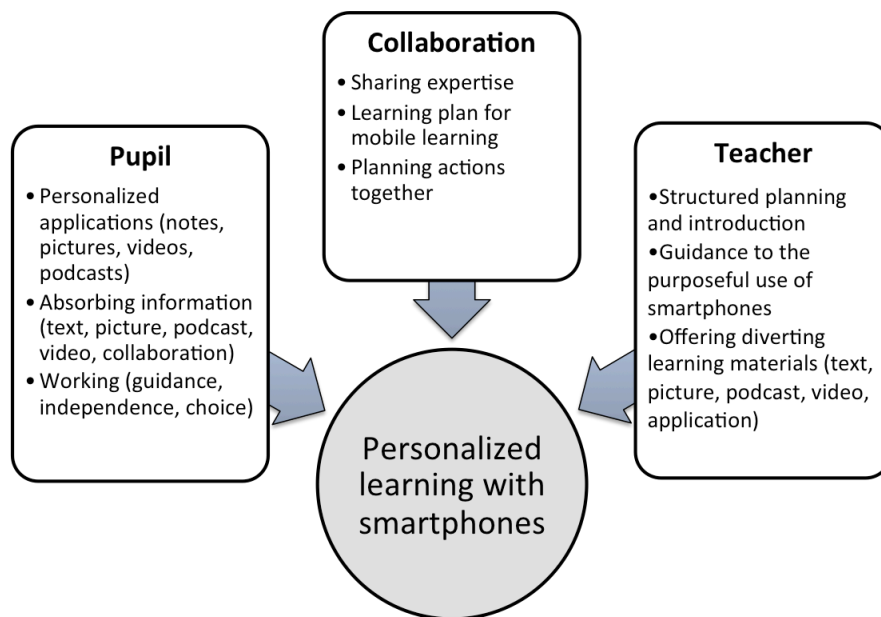 Collaboration
• Sharing expertise
• Learning plan for
mobile learning
• Planning actions
together
Pupil
• Personalized
applications (notes,
pictures, videos,
podcasts)
• Absorbing information
(text, picture, podcast,
video, collaboration)
• Working (guidance,
independence, choice)
Teacher
•Structured planning
and introduction
•Guidance to the
purposeful use of
smartphones
•Offering diverting
learning materials (text,
picture, podcast, video,
application)
Personalized
learning with
smartphones